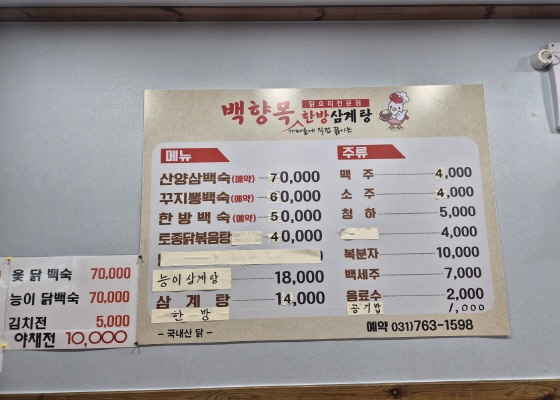 백향목 한방삼계탕
닭요리전문점
가마솥에 직접 끓이는
메뉴
산양삼백숙(예약) 70,000
꾸지뽕백숙(예약) 60,000
한방백숙(예약) 50,000
토종닭볶음탕 40,000
능이삼계탕 18,000
삼계탕 14,000
한방
- 국내산 닭 -
주류
맥주 4,000
소주 4,000
청하 5,000
4,000
복분자 10,000
백세주 7,000
음료수 2,000
공기밥 1,000
예약 031)763-1598
옻닭백숙 70,000
능이닭백숙 70,000
김치전 5,000
야채전 10,000